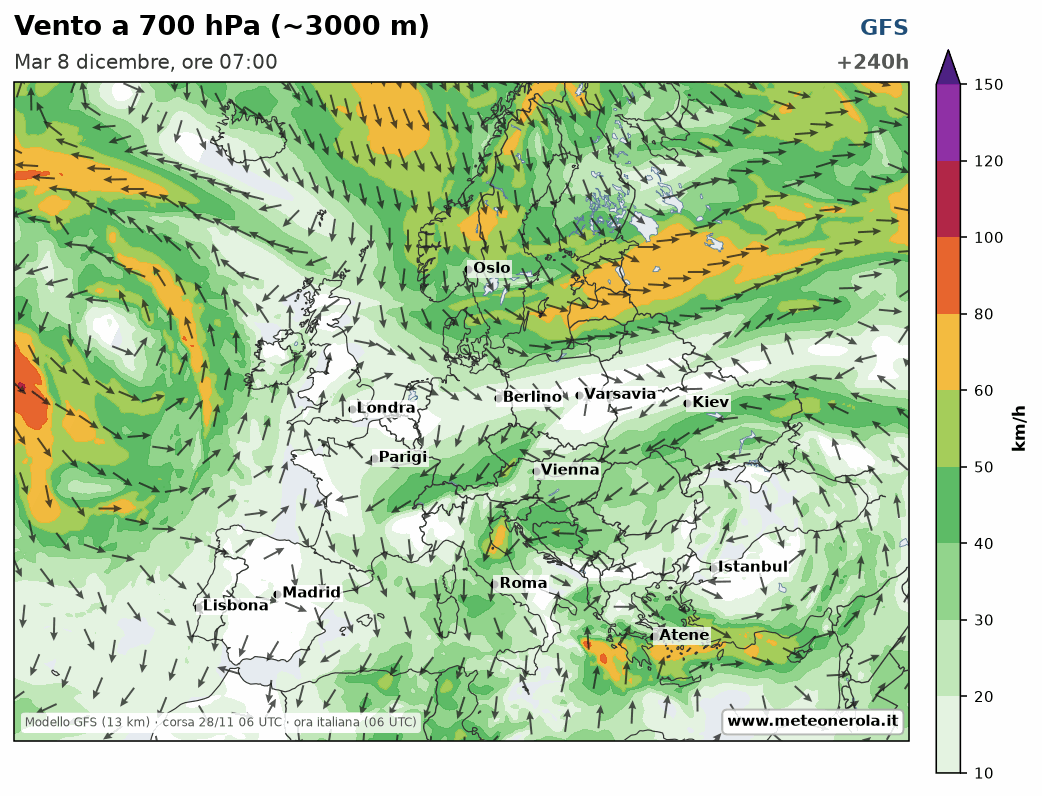 Vento a 700 hPa (~3000 m)
GFS
Mar 8 dicembre, ore 07:00
+240h
150
120
100
80
60
50
40
30
20
10
km/h
Oslo
Berlino
Varsavia
Kiev
Londra
Parigi
Vienna
Istanbul
Roma
Madrid
Lisbona
Atene
Modello GFS (13 km) · corsa 28/11 06 UTC · ora italiana (06 UTC)
www.meteonerola.it